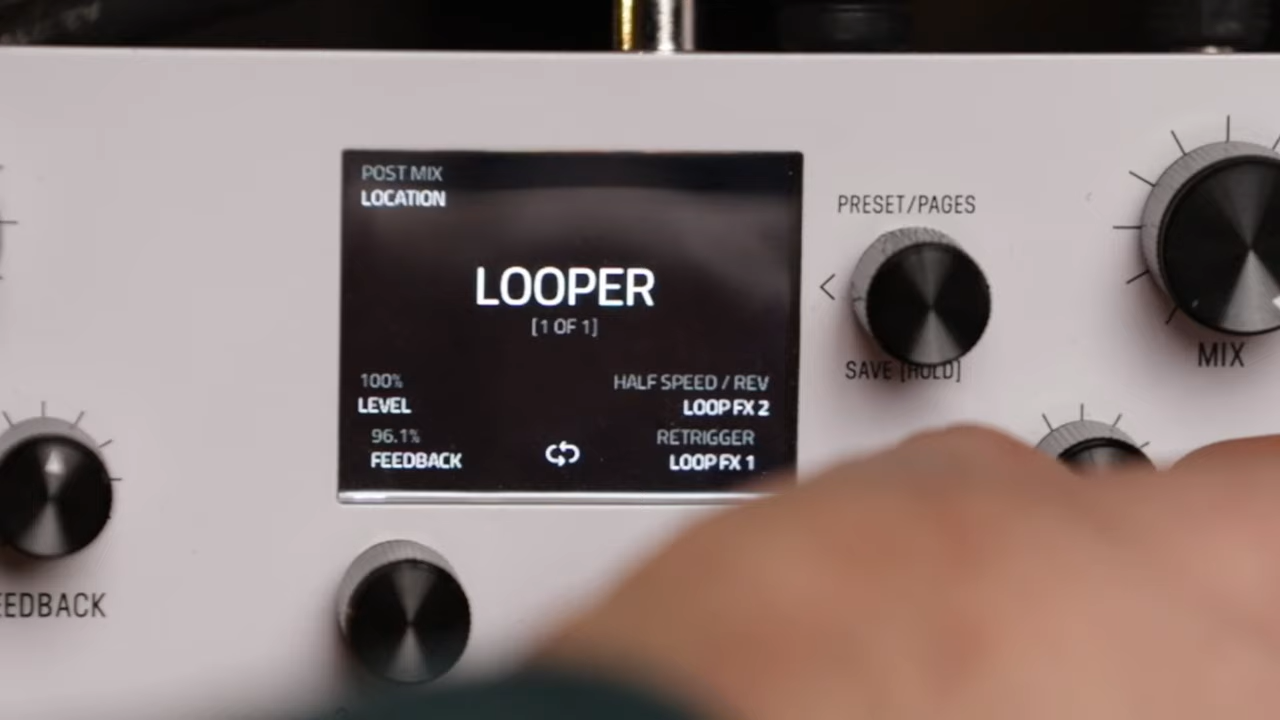 POST MIX
LOCATION
LOOPER
[1 OF 1]
100%
LEVEL
96.1%
FEEDBACK
HALF SPEED / REV
LOOP FX 2
RETRIGGER
LOOP FX 1
PRESET/PAGES
<
SAVE [HOLD]
MIX
EEDBACK